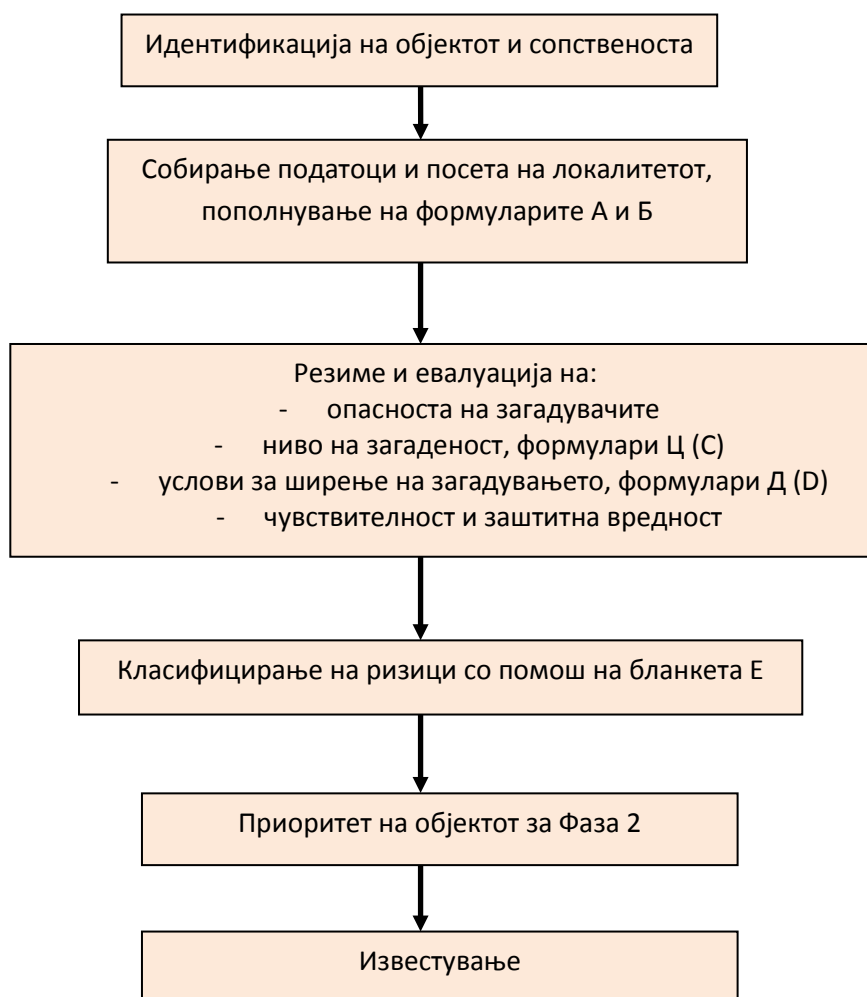 Идентификација на објектот и сопственоста
Собирање податоци и посета на локалитетот,
пополнување на формуларите А и Б
Резиме и евалуација на:
- опасноста на загадувачите
- ниво на загаденост, формулари Ц (C)
- услови за ширење на загадувањето, формулари Д (D)
- чувствителност и заштитна вредност
Класифицирање на ризици со помош на бланкета Е
Приоритет на објектот за Фаза 2
Известување